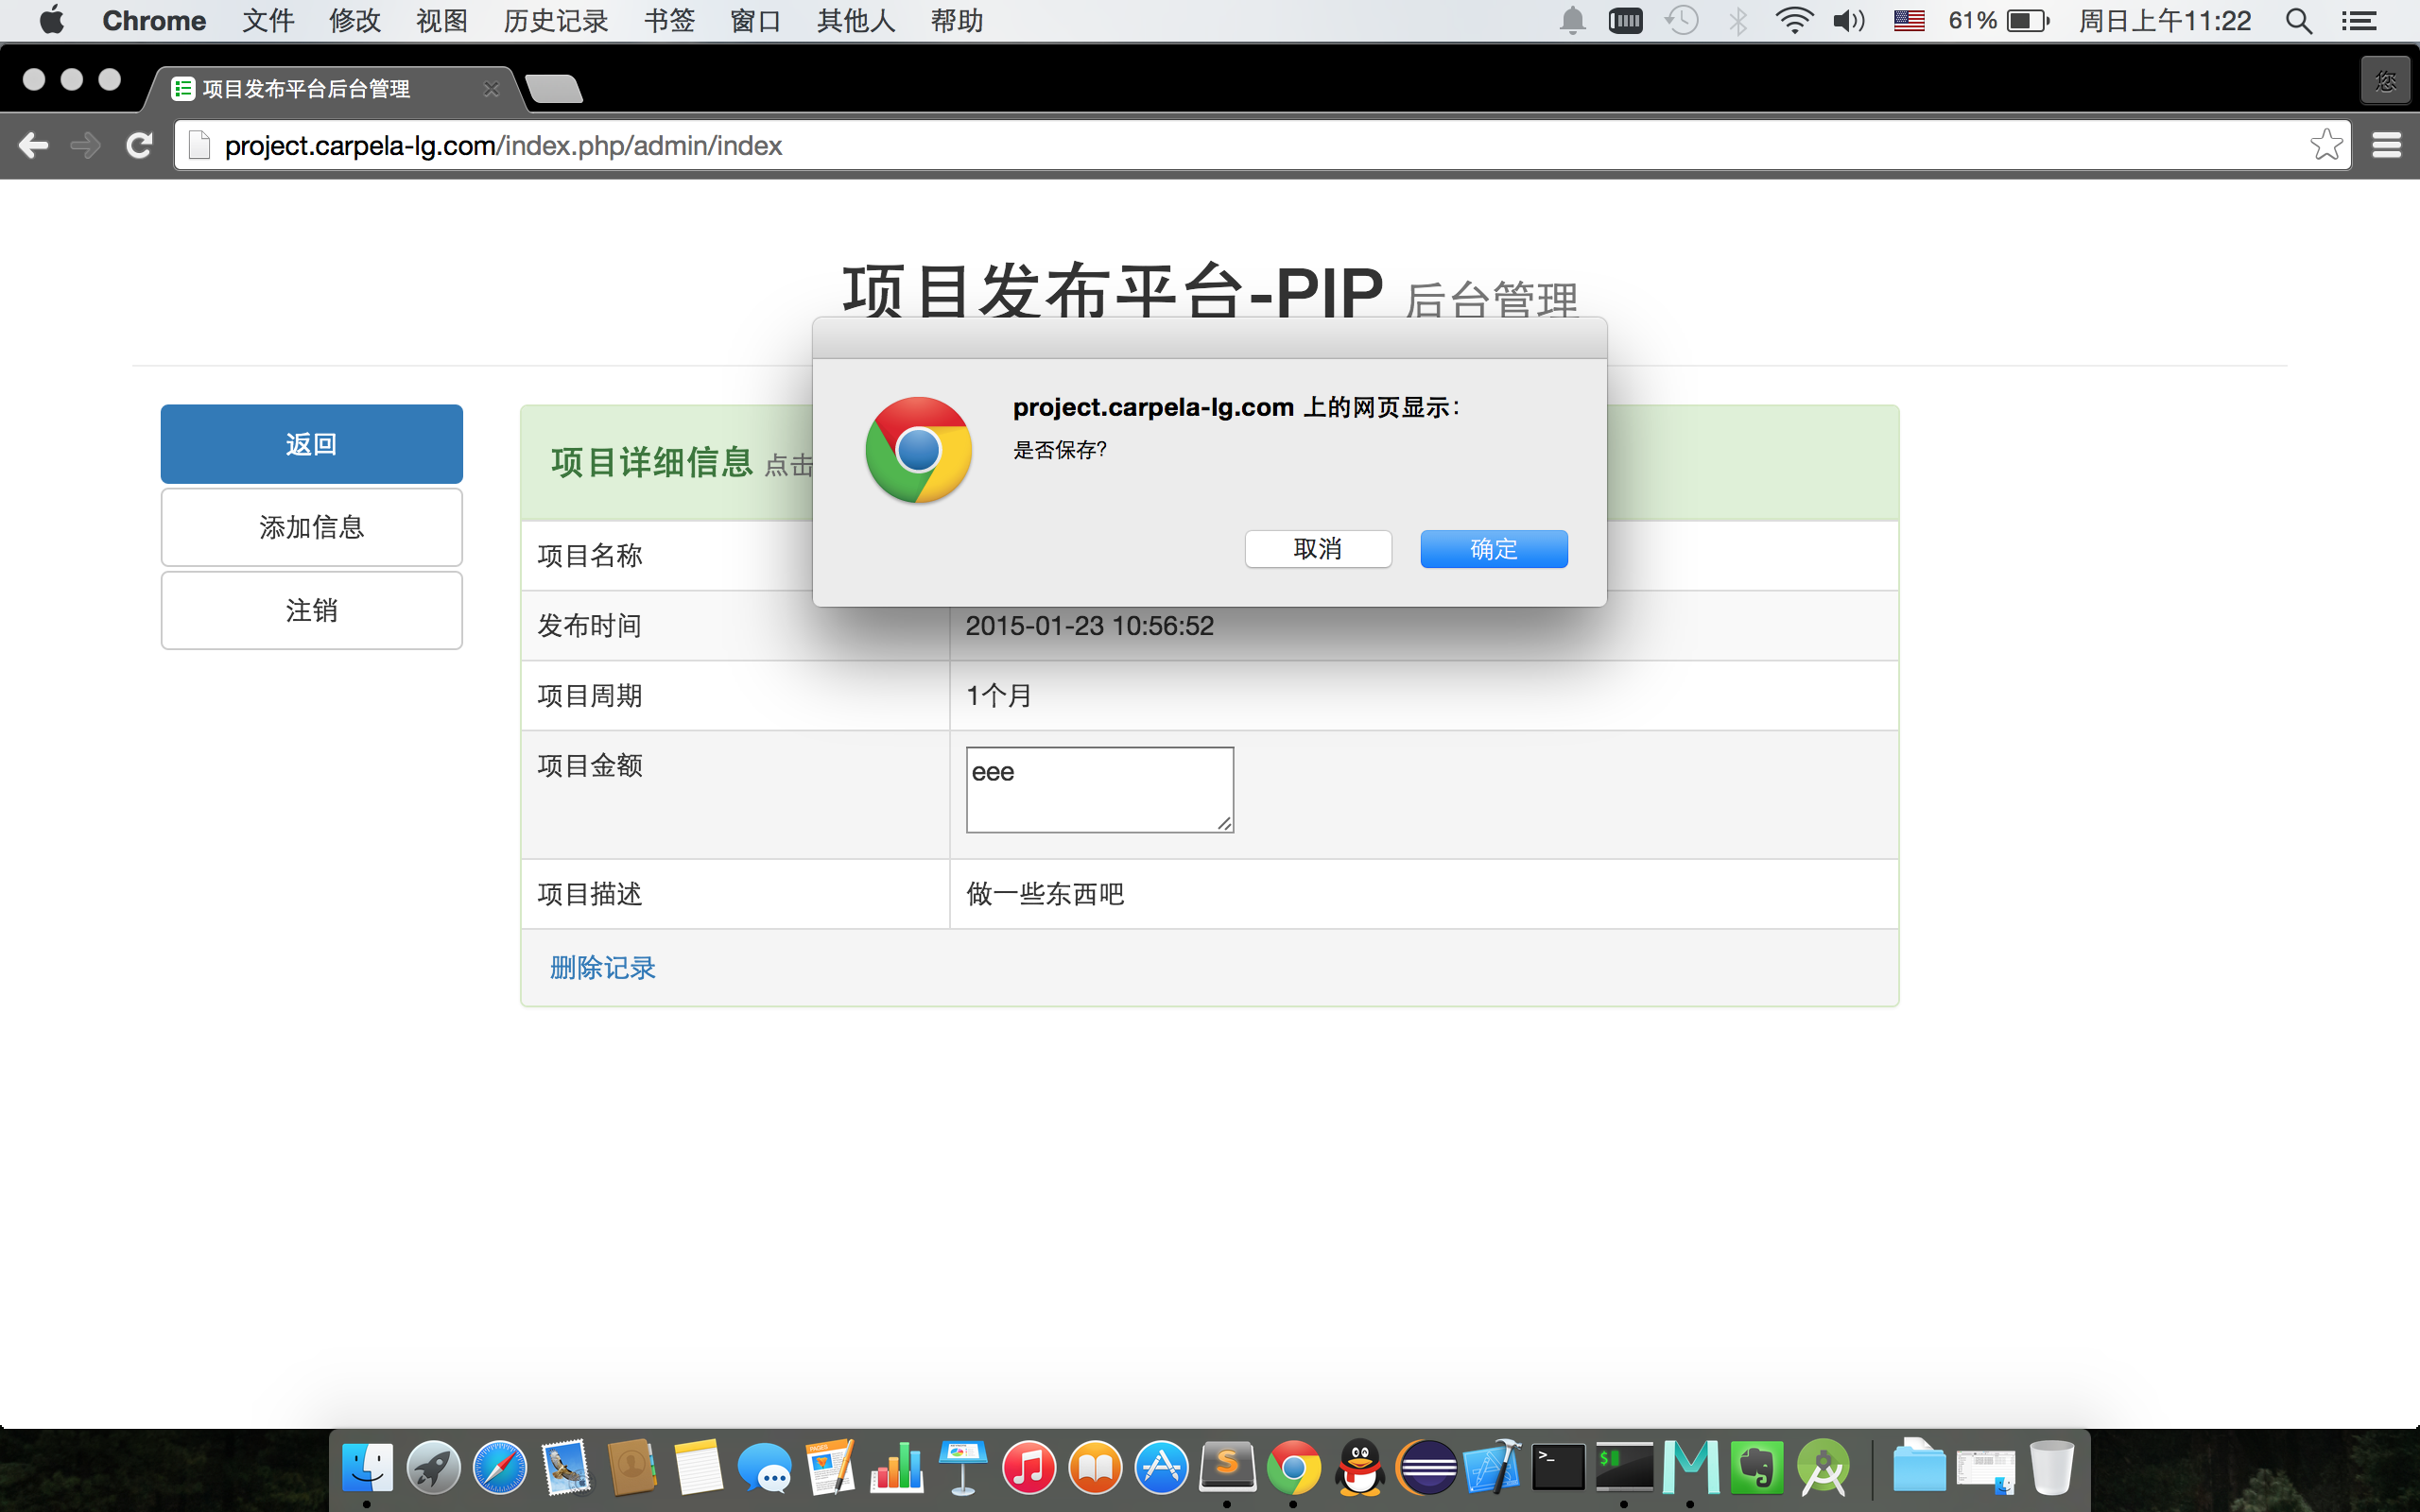 Chrome 文件 修改 视图 历史记录 书签 窗口 其他人 帮助 61% 周日上午11:22
项目发布平台后台管理 您
project.carpela-lg.com/index.php/admin/index
项目发布平台-PIP 后台管理
project.carpela-lg.com 上的网页显示：
是否保存?
取消 确定
返回
添加信息
注销
项目详细信息 点击
项目名称
发布时间 2015-01-23 10:56:52
项目周期 1个月
项目金额 eee
项目描述 做一些东西吧
删除记录